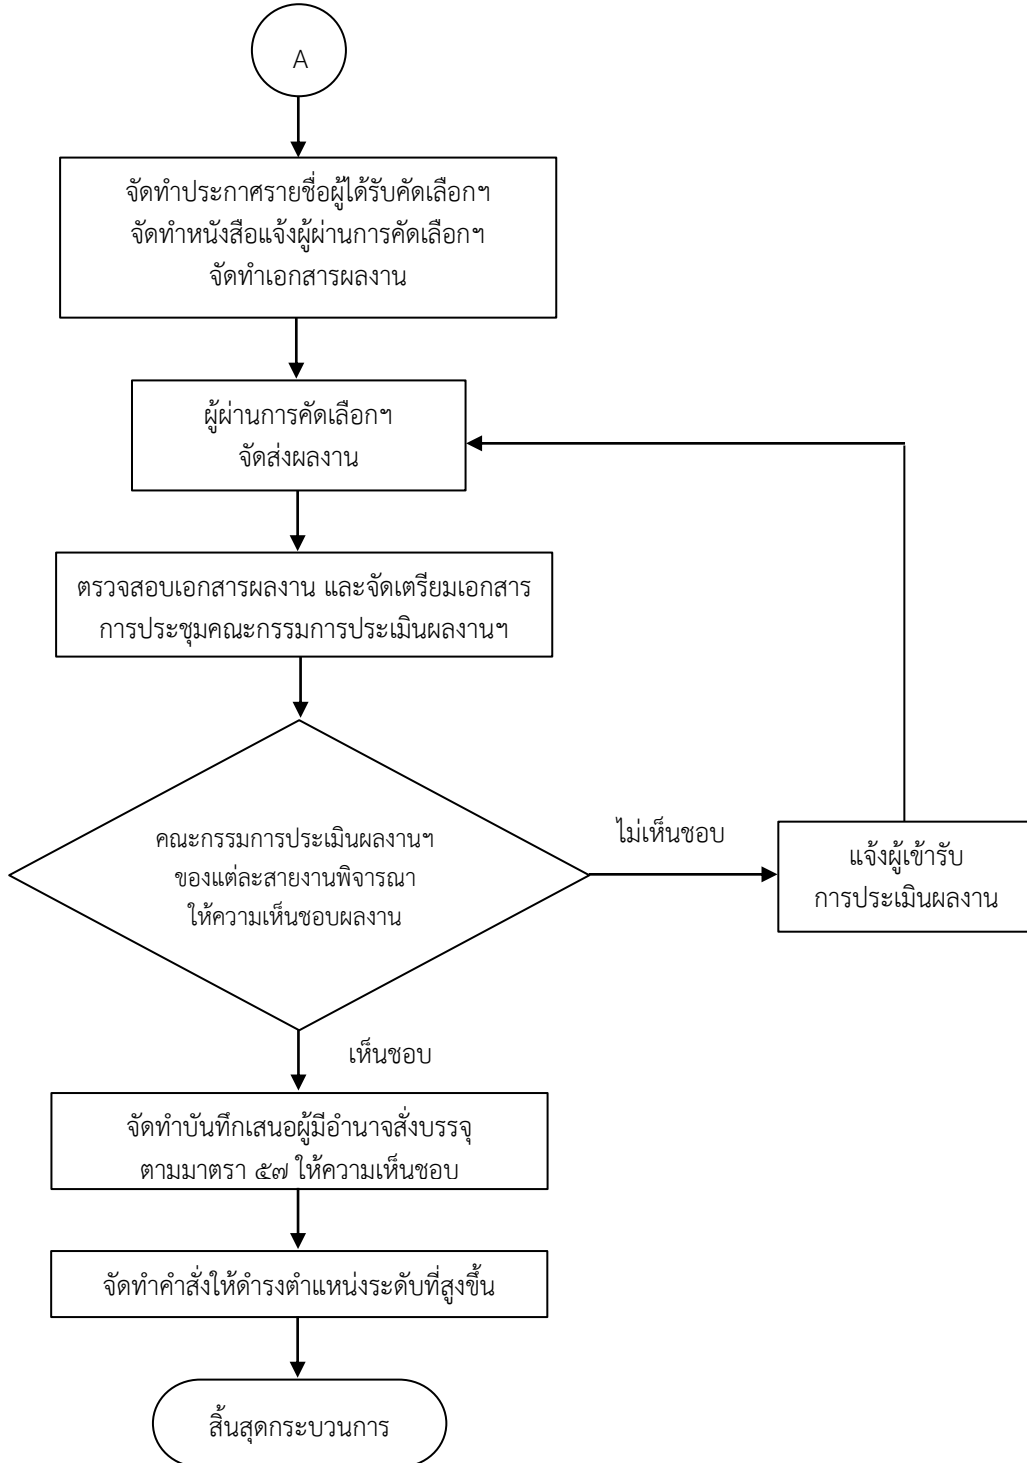 A
จัดทำประกาศรายชื่อผู้ได้รับคัดเลือกฯ
จัดทำหนังสือแจ้งผู้ผ่านการคัดเลือกฯ
จัดทำเอกสารผลงาน
ผู้ผ่านการคัดเลือกฯ
จัดส่งผลงาน
ตรวจสอบเอกสารผลงาน และจัดเตรียมเอกสาร
การประชุมคณะกรรมการประเมินผลงานฯ
คณะกรรมการประเมินผลงานฯ
ของแต่ละสายงานพิจารณา
ให้ความเห็นชอบผลงาน
ไม่เห็นชอบ
แจ้งผู้เข้ารับ
การประเมินผลงาน
เห็นชอบ
จัดทำบันทึกเสนอผู้มีอำนาจสั่งบรรจุ
ตามมาตรา ๕๗ ให้ความเห็นชอบ
จัดทำคำสั่งให้ดำรงตำแหน่งระดับที่สูงขึ้น
สิ้นสุดกระบวนการ